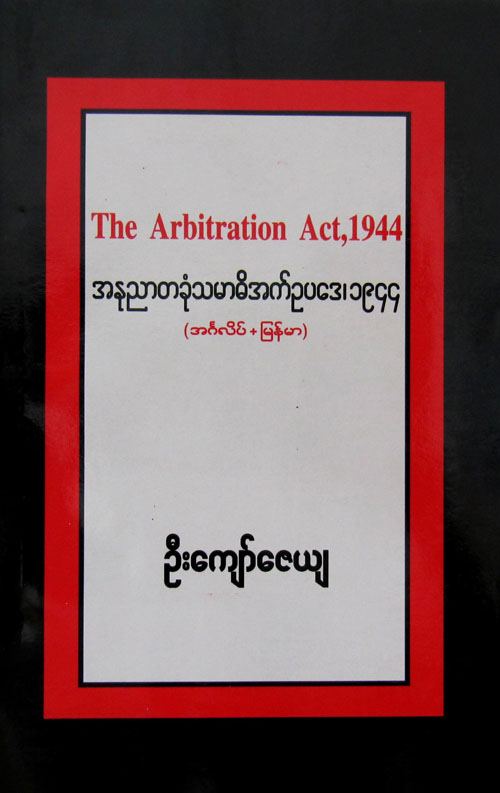 The Arbitration Act,1944
အနုညာတခုံသမာဓိအက်ဥပဒေ၊၁၉၄၄
(အင်္ဂလိပ် + မြန်မာ)
ဦးကျော်ဇေယျ